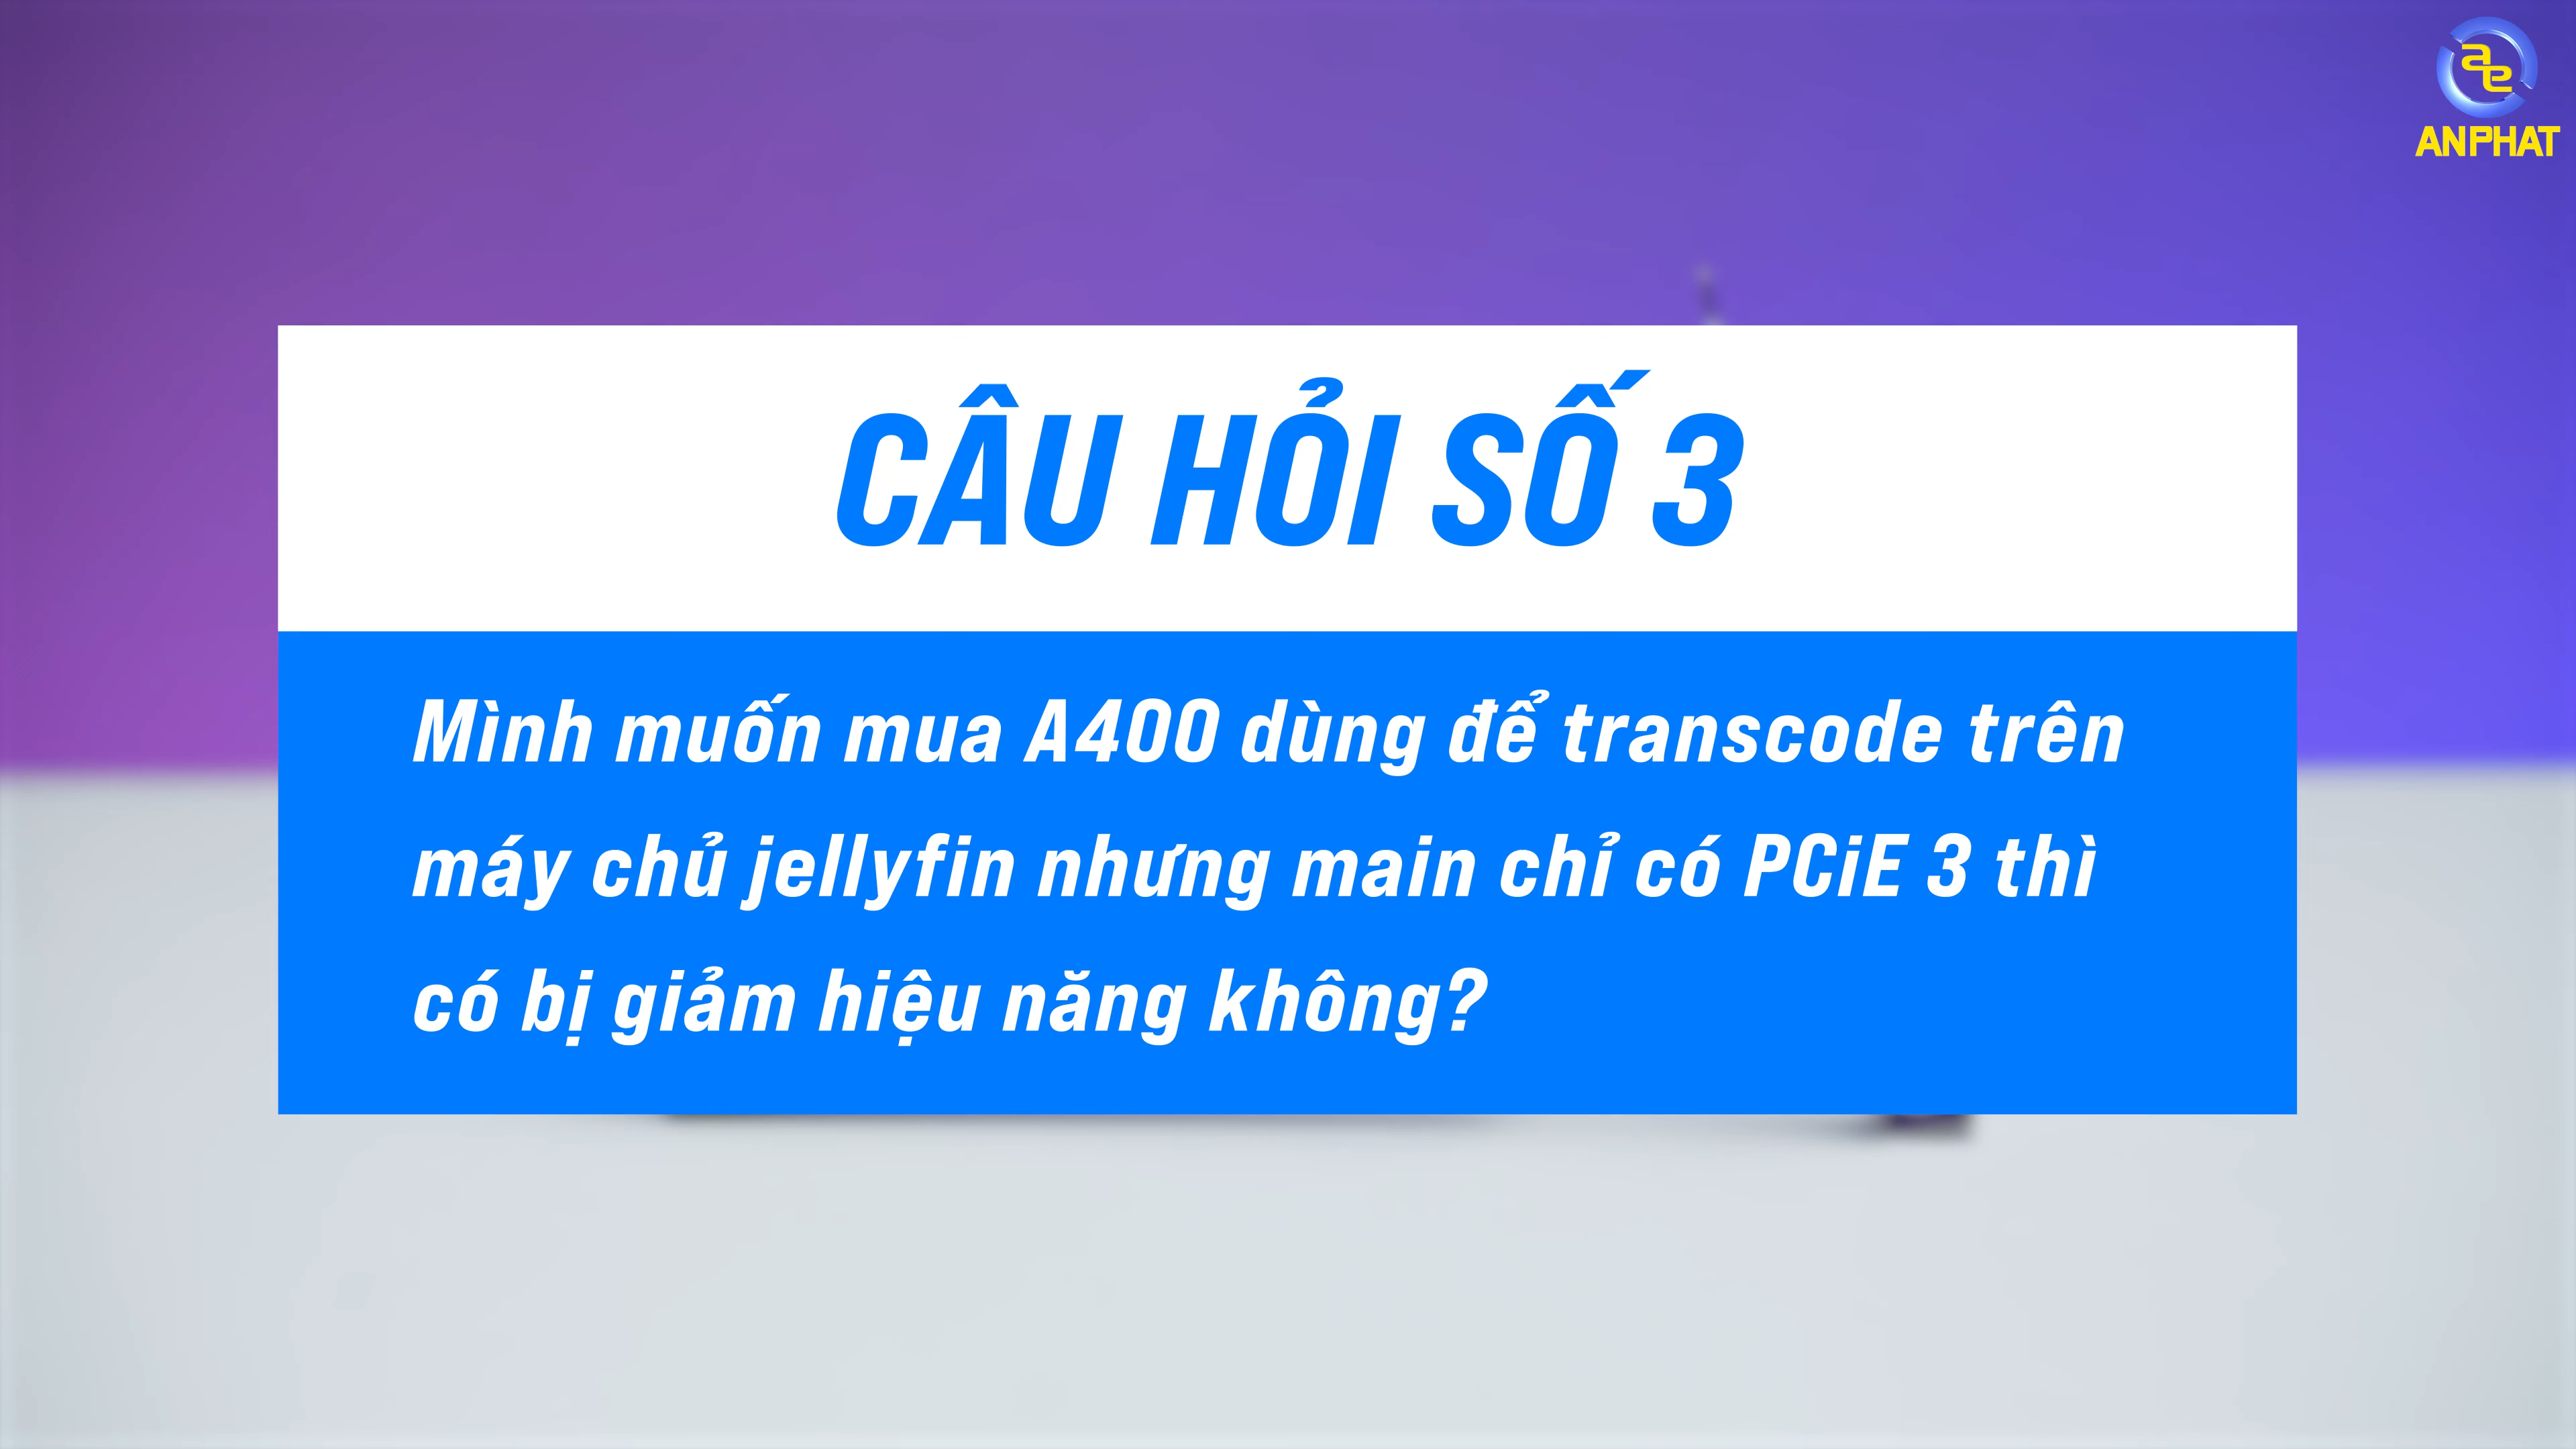 ANPHAT
CÂU HỎI SỐ 3
Mình muốn mua A400 dùng để transcode trên
máy chủ jellyfin nhưng main chỉ có PCiE 3 thì
có bị giảm hiệu năng không?